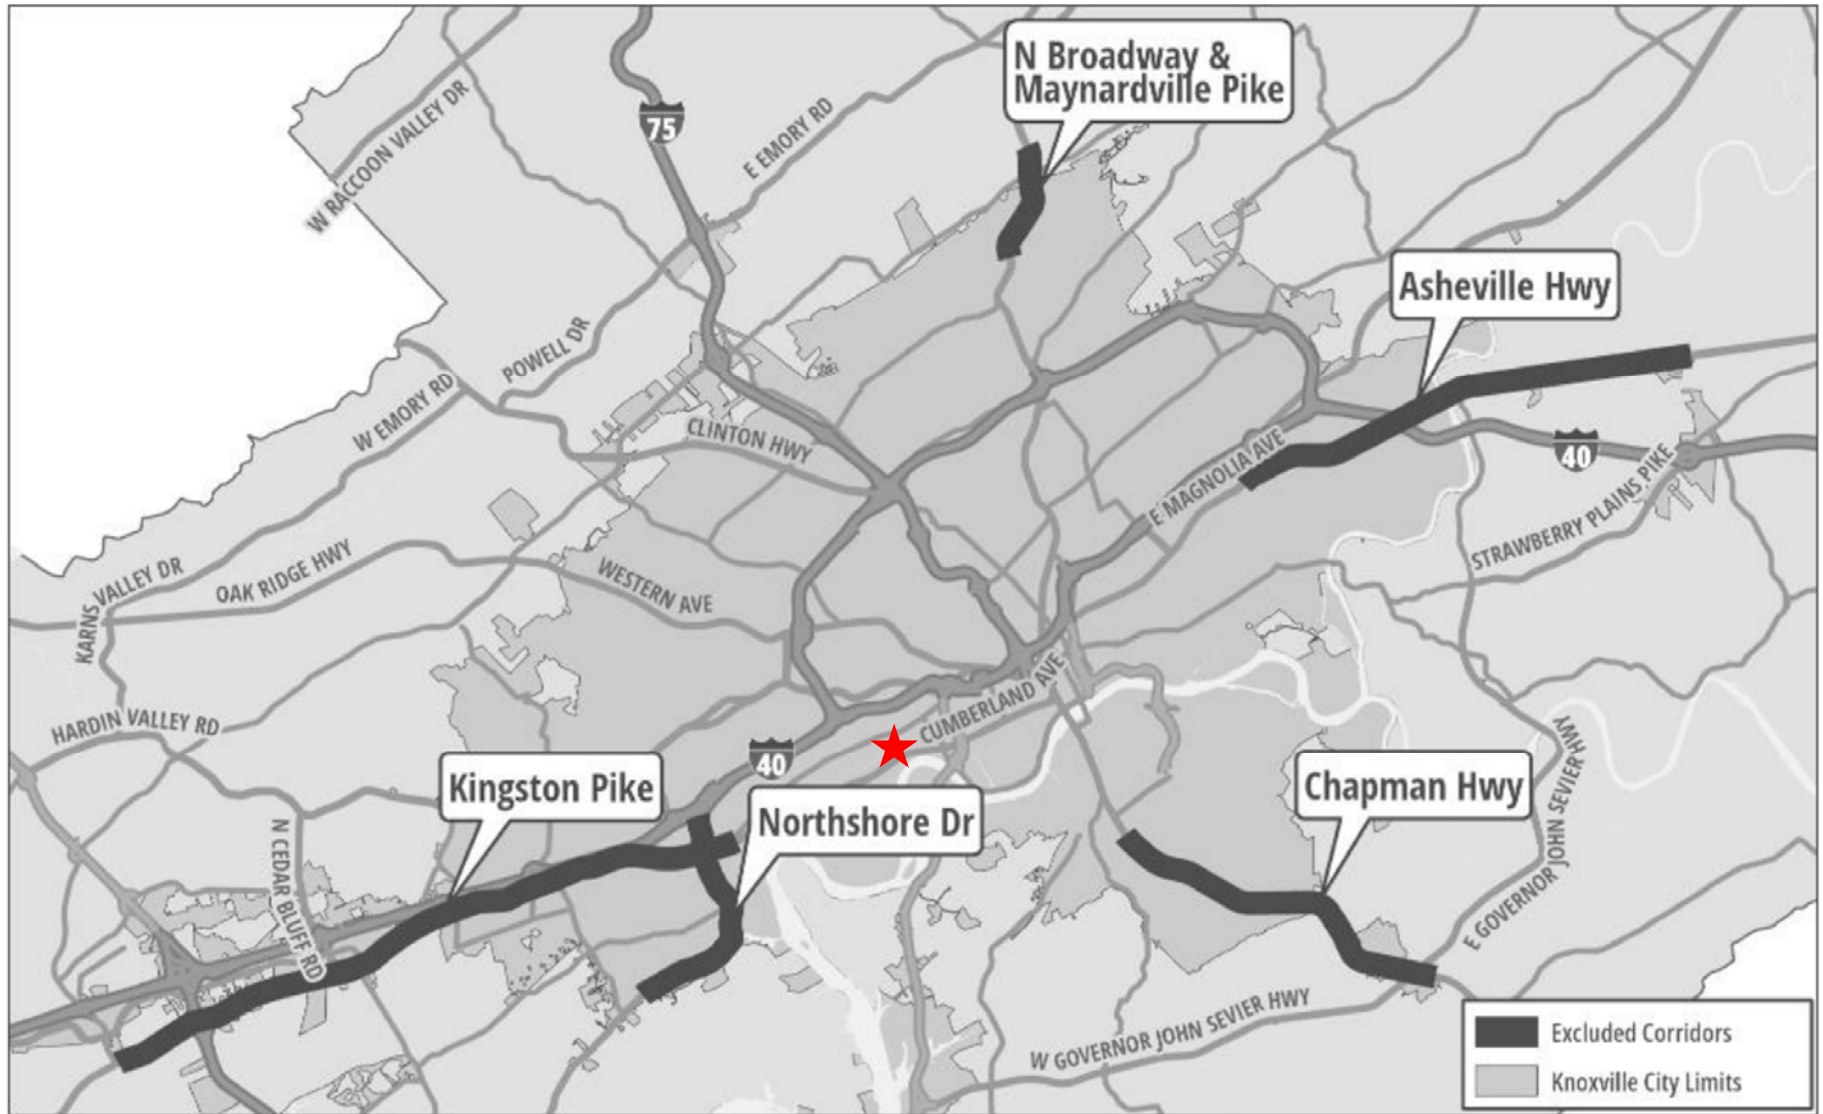 N Broadway &
Maynardville Pike
75
W RACCOON VALLEY DR
E EMORY RD
Asheville Hwy
POWELL DR
W EMORY RD
CLINTON HWY
E MAGNOLIA AVE
40
STRAWBERRY PLAINS PIKE
KARNS VALLEY DR
OAK RIDGE HWY
WESTERN AVE
HARDIN VALLEY RD
CUMBERLAND AVE
40
Kingston Pike
Northshore Dr
Chapman Hwy
N CEDAR BLUFF RD
E GOVERNOR JOHN SEVIER HWY
HWY
W GOVERNOR JOHN SEVIER HWY
Excluded Corridors
Knoxville City Limits